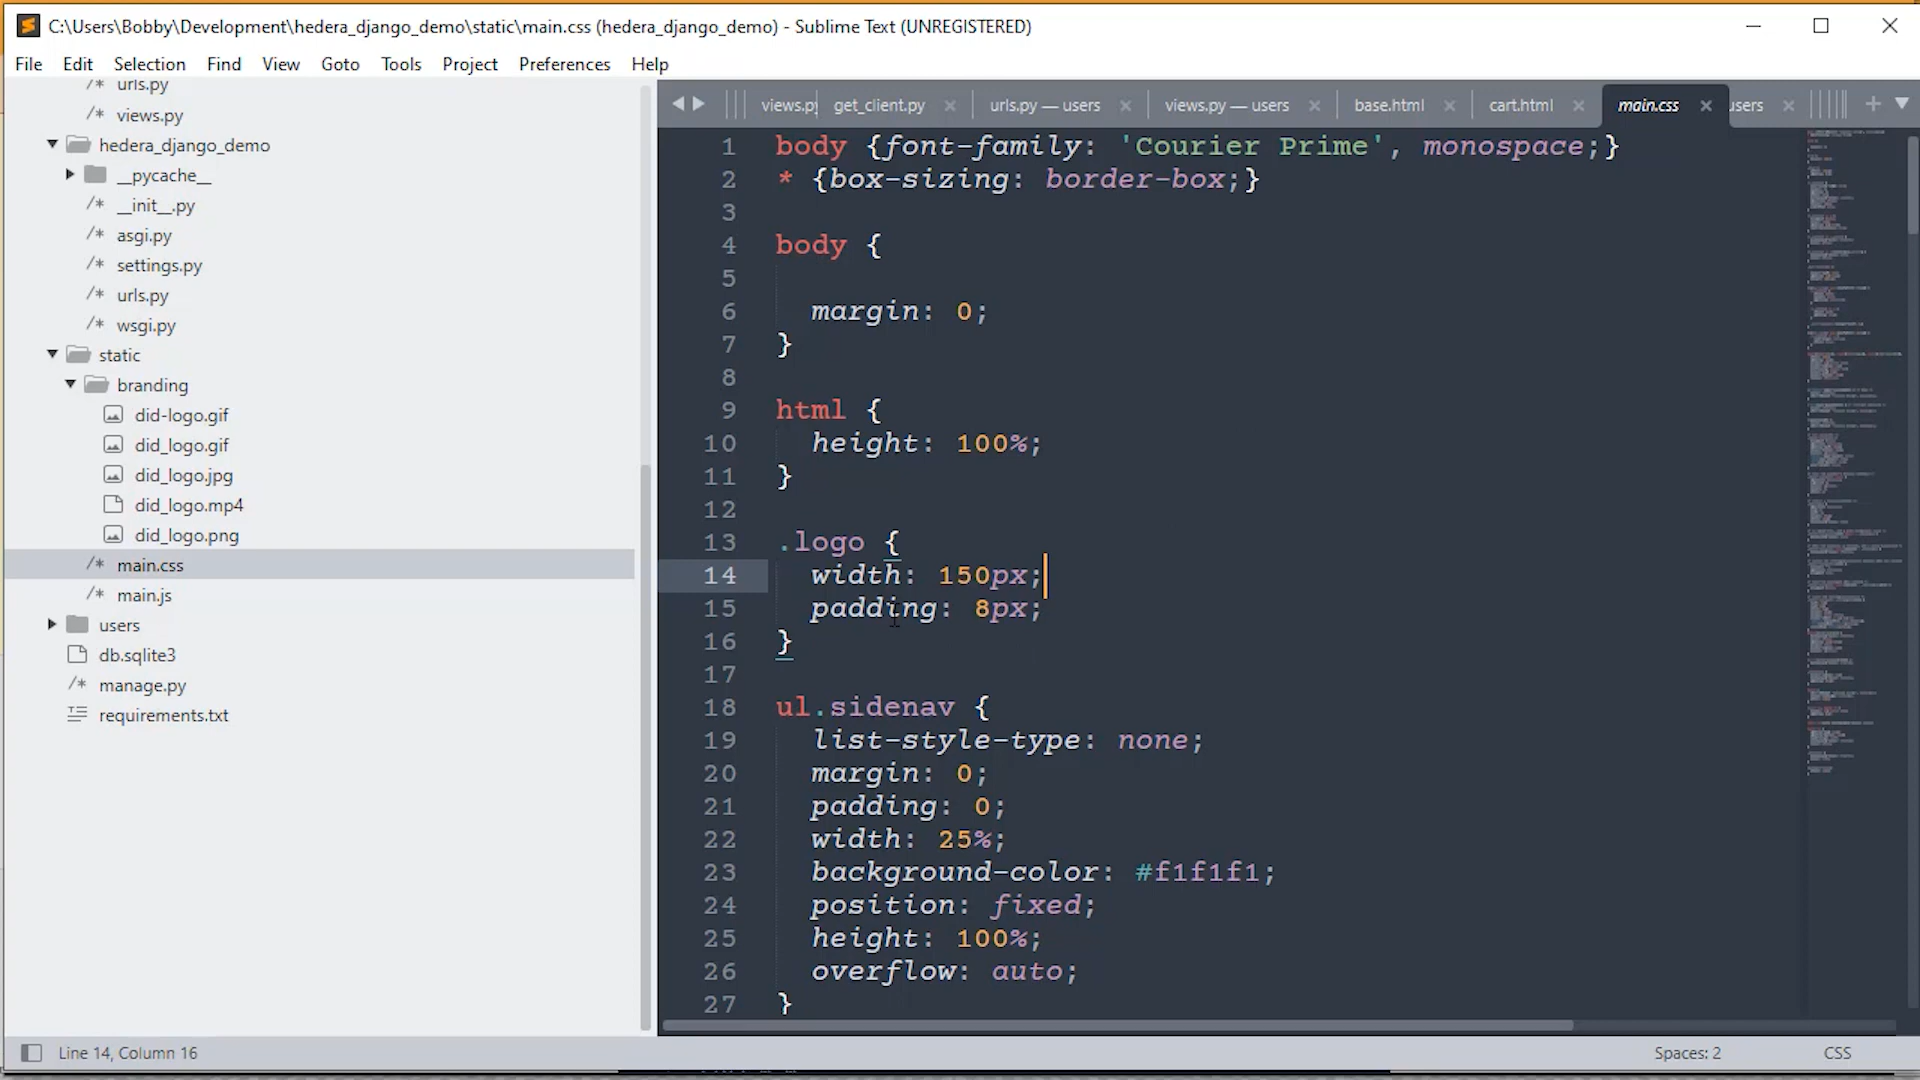 C:\Users\Bobby\Development\hedera_django_demo\static\main.css (hedera_django_demo) - Sublime Text (UNREGISTERED)
File Edit Selection Find View Goto Tools Project Preferences Help
/* urls.py
/* views.py
hedera_django_demo
__pycache__
/* __init__.py
/* asgi.py
/* settings.py
/* urls.py
/* wsgi.py
static
branding
did-logo.gif
did_logo.gif
did_logo.jpg
did_logo.mp4
did_logo.png
/* main.css
/* main.js
users
db.sqlite3
/* manage.py
requirements.txt
views.py get_client.py urls.py — users views.py — users base.html cart.html main.css users
1 body {font-family: 'Courier Prime', monospace;}
2 * {box-sizing: border-box;}
3
4 body {
5
6 margin: 0;
7 }
8
9 html {
10 height: 100%;
11 }
12
13 .logo {
14 width: 150px;
15 padding: 8px;
16 }
17
18 ul.sidenav {
19 list-style-type: none;
20 margin: 0;
21 padding: 0;
22 width: 25%;
23 background-color: #f1f1f1;
24 position: fixed;
25 height: 100%;
26 overflow: auto;
27 }
Line 14, Column 16 Spaces: 2 CSS